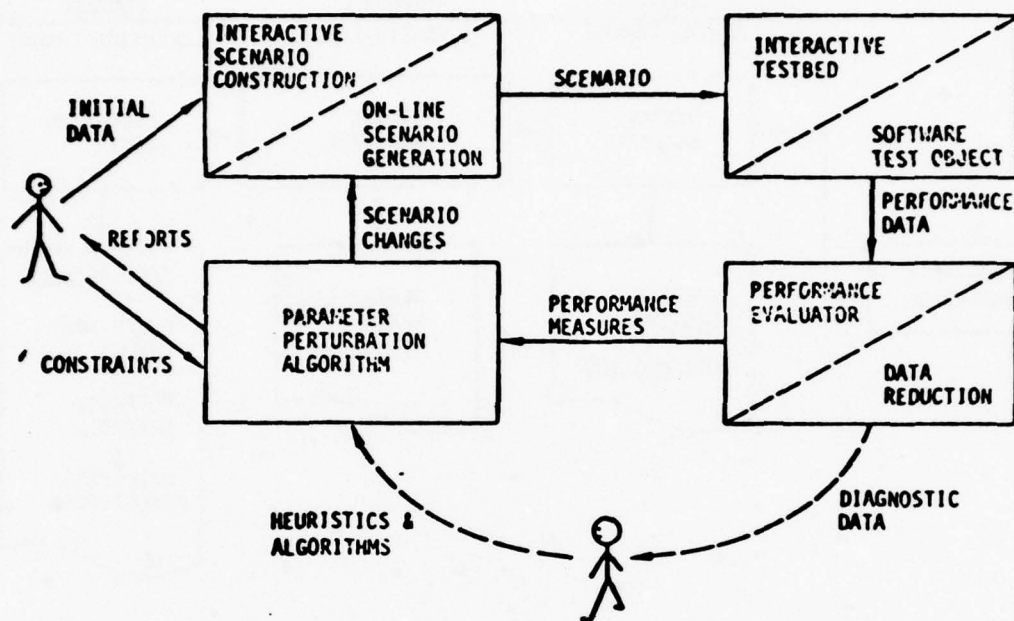 INTERACTIVE
SCENARIO
CONSTRUCTION
ON-LINE
SCENARIO
GENERATION
SCENARIO
INTERACTIVE
TESTBED
SOFTWARE
TEST OBJECT
INITIAL
DATA
SCENARIO
CHANGES
PERFORMANCE
DATA
REPORTS
CONSTRAINTS
PARAMETER
PERTURBATION
ALGORITHM
PERFORMANCE
MEASURES
PERFORMANCE
EVALUATOR
DATA
REDUCTION
HEURISTICS &
ALGORITHMS
DIAGNOSTIC
DATA